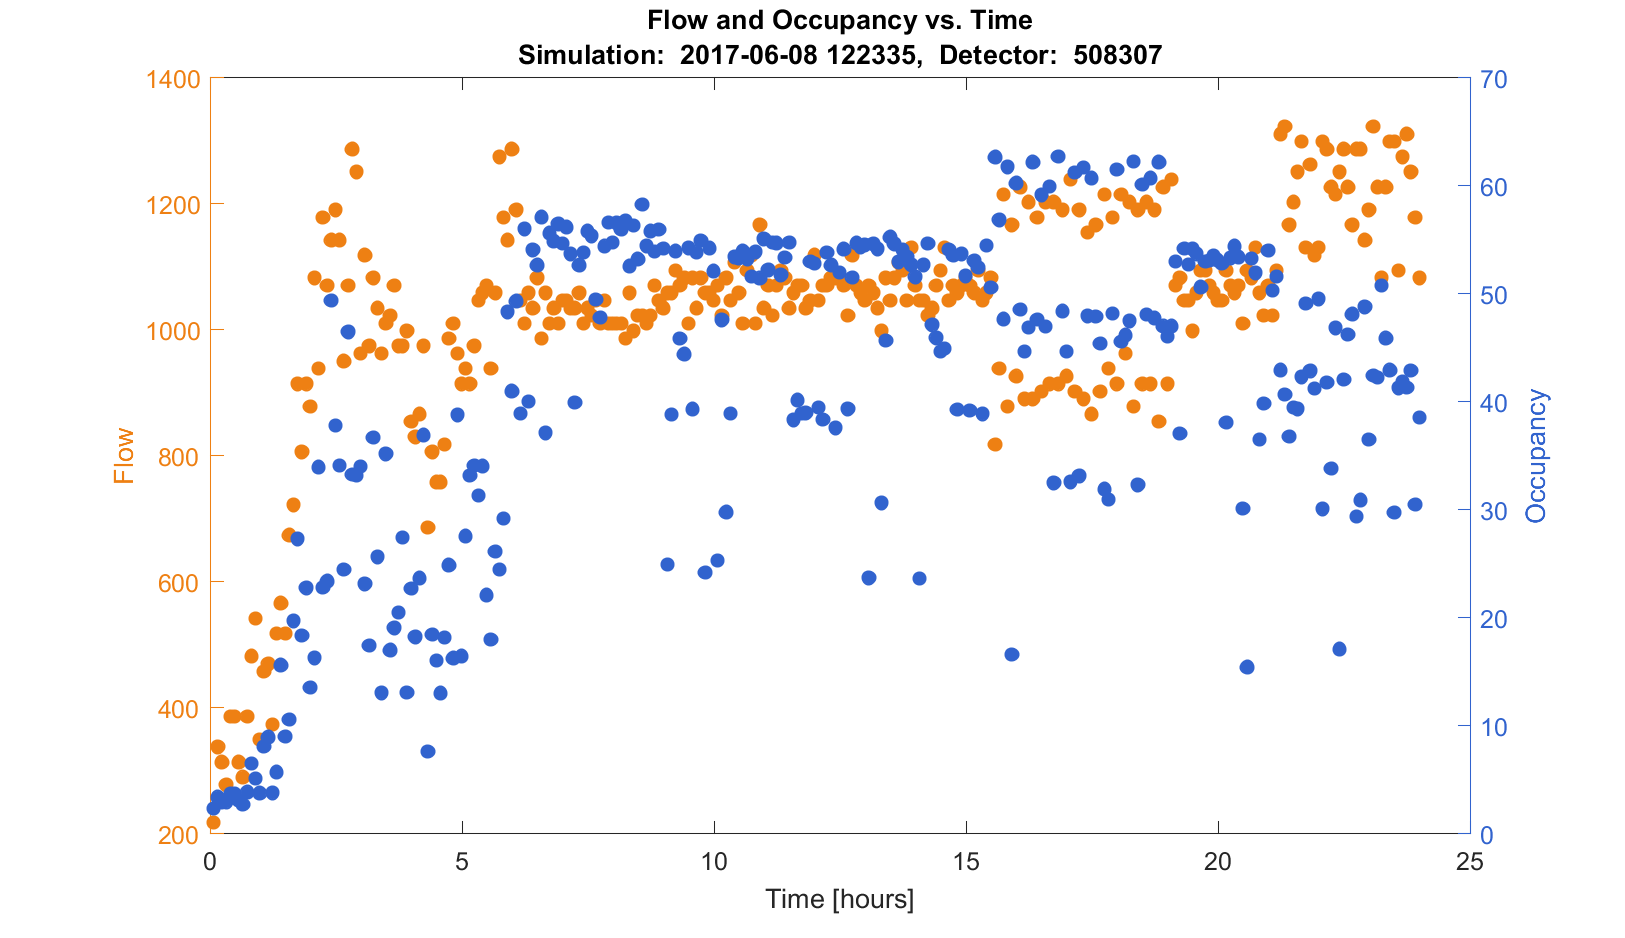 Flow and Occupancy vs. Time
Simulation:  2017-06-08 122335,  Detector:  508307
1400
1200
1000
800
600
400
200
Flow
70
60
50
40
30
20
10
0
Occupancy
0 5 10 15 20 25
Time [hours]